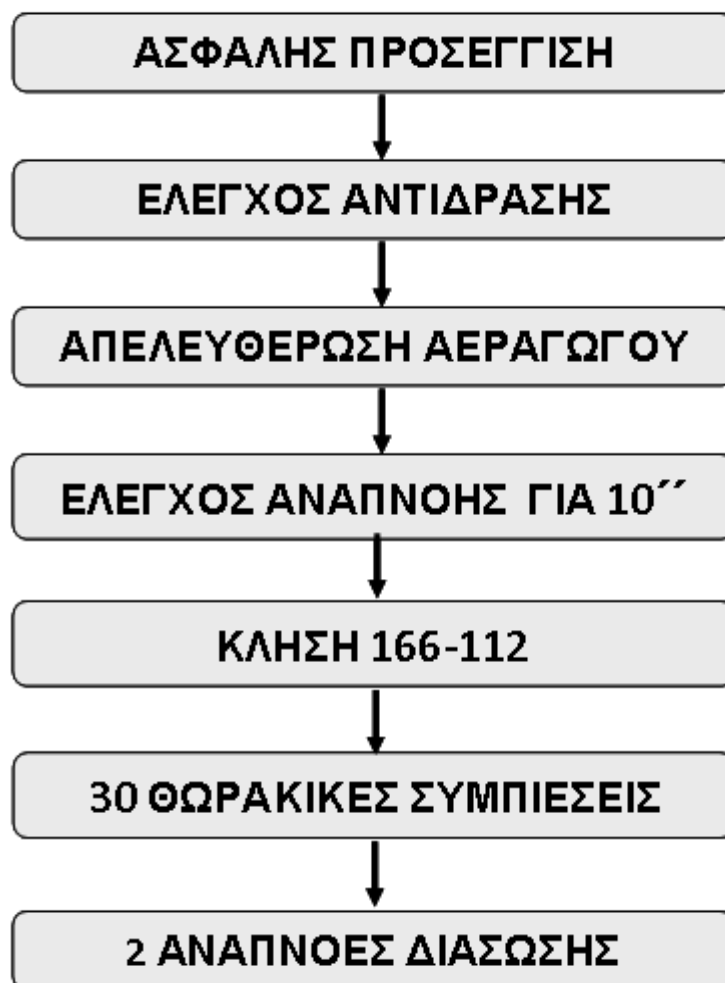 ΑΣΦΑΛΗΣ ΠΡΟΣΕΓΓΙΣΗ
ΕΛΕΓΧΟΣ ΑΝΤΙΔΡΑΣΗΣ
ΑΠΕΛΕΥΘΕΡΩΣΗ ΑΕΡΑΓΩΓΟΥ
ΕΛΕΓΧΟΣ ΑΝΑΠΝΟΗΣ ΓΙΑ 10´´
ΚΛΗΣΗ 166-112
30 ΘΩΡΑΚΙΚΕΣ ΣΥΜΠΙΕΣΕΙΣ
2 ΑΝΑΠΝΟΕΣ ΔΙΑΣΩΣΗΣ